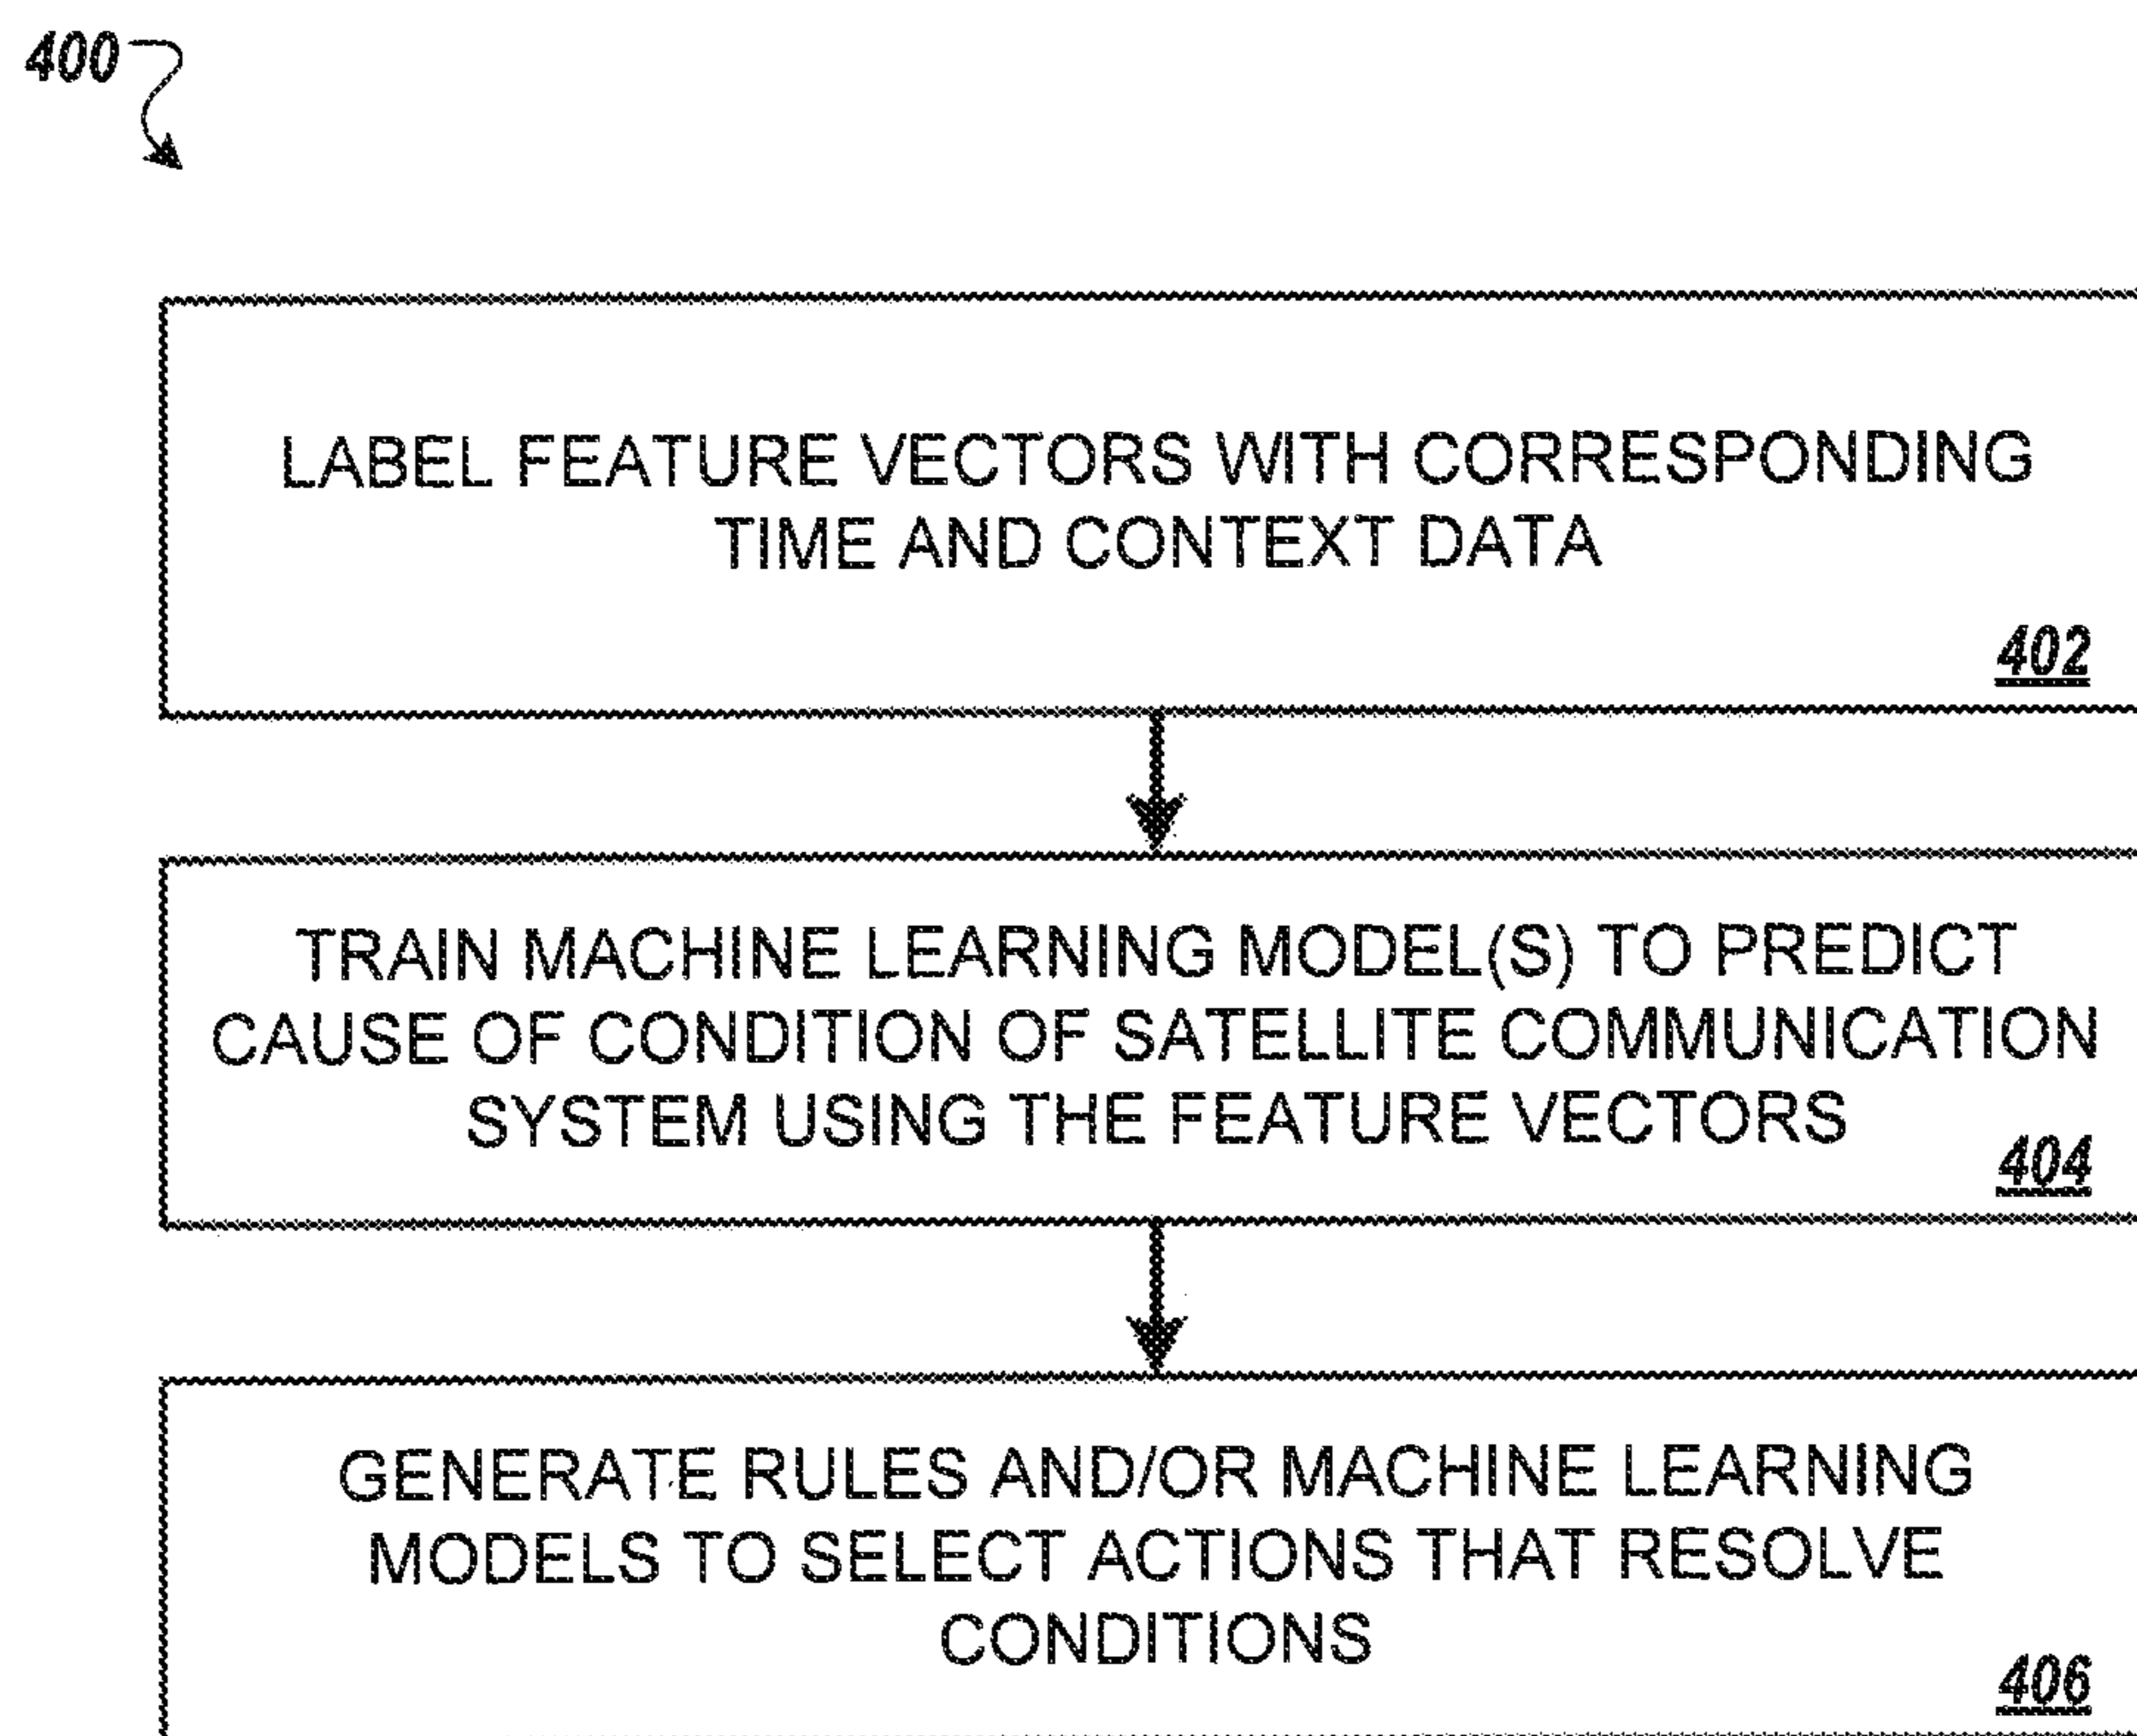 400
LABEL FEATURE VECTORS WITH CORRESPONDING
TIME AND CONTEXT DATA
402
TRAIN MACHINE LEARNING MODEL(S) TO PREDICT
CAUSE OF CONDITION OF SATELLITE COMMUNICATION
SYSTEM USING THE FEATURE VECTORS
404
GENERATE RULES AND/OR MACHINE LEARNING
MODELS TO SELECT ACTIONS THAT RESOLVE
CONDITIONS
406